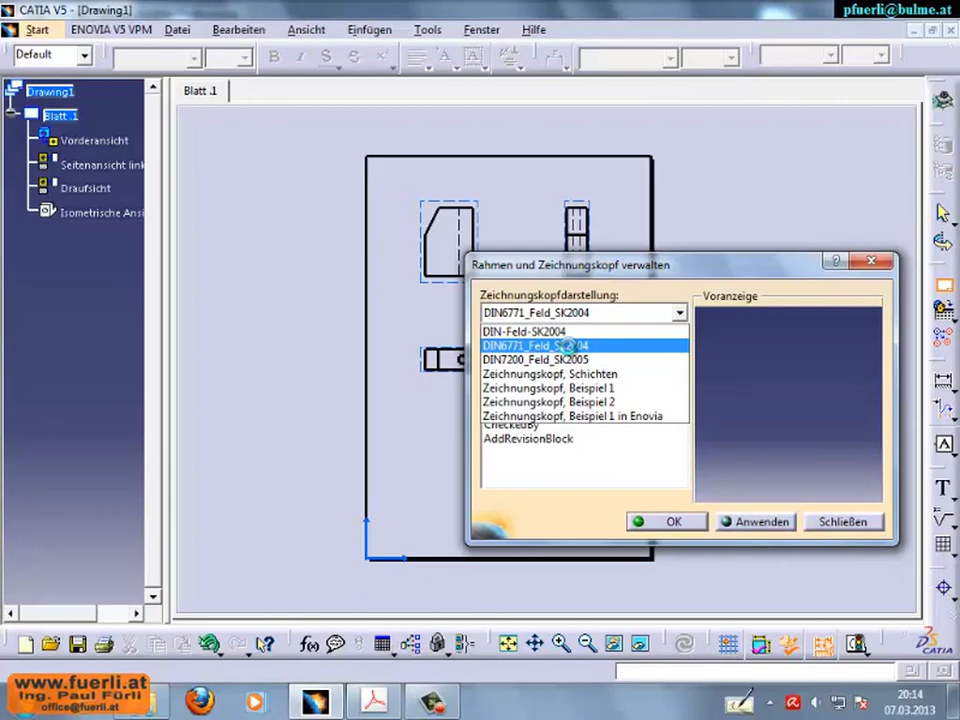 CATIA V5 - [Drawing1]
pfuerli@bulme.at
Start ENOVIA V5 VPM Datei Bearbeiten Ansicht Einfügen Tools Fenster Hilfe
Default
B I S S
Drawing1
Blatt .1
Blatt .1
Vorderansicht
Seitenansicht link
Draufsicht
Isometrische Ansi
Rahmen und Zeichnungskopf verwalten
Zeichnungskopfdarstellung:
Voranzeige
DIN6771_Feld_SK2004
DIN-Feld-SK2004
DIN6771_Feld_SK2004
DIN7200_Feld_SK2005
Zeichnungskopf, Schichten
Zeichnungskopf, Beispiel 1
Zeichnungskopf, Beispiel 2
Zeichnungskopf, Beispiel 1 in Enovia
CheckedBy
AddRevisionBlock
OK Anwenden Schließen
f(x)
CATIA
www.fuerli.at
Ing. Paul Fürli
office@fuerli.at
20:14
07.03.2013